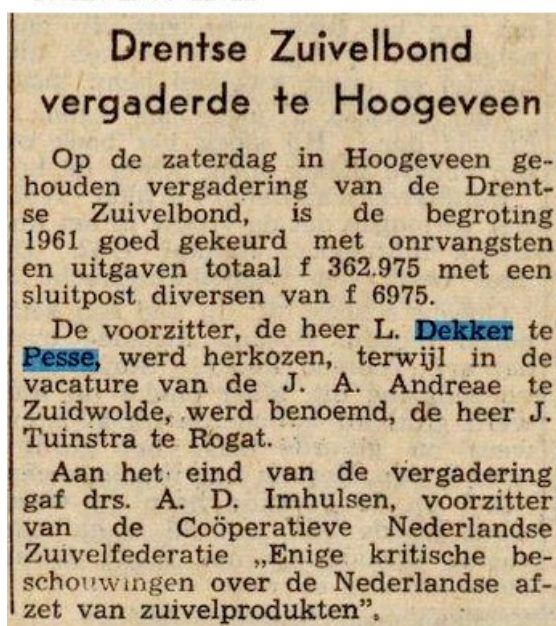 Drentse Zuivelbond
vergaderde te Hoogeveen
Op de zaterdag in Hoogeveen ge-
houden vergadering van de Drent-
se Zuivelbond, is de begroting
1961 goed gekeurd met onrvangsten
en uitgaven totaal f 362.975 met een
sluitpost diversen van f 6975.
De voorzitter, de heer L. Dekker te
Pesse, werd herkozen, terwijl in de
vacature van de J. A. Andreae te
Zuidwolde, werd benoemd, de heer J.
Tuinstra te Rogat.
Aan het eind van de vergadering
gaf drs. A. D. Imhulsen, voorzitter
van de Coöperatieve Nederlandse
Zuivelfederatie „Enige kritische be-
schouwingen over de Nederlandse af-
zet van zuivelprodukten”.